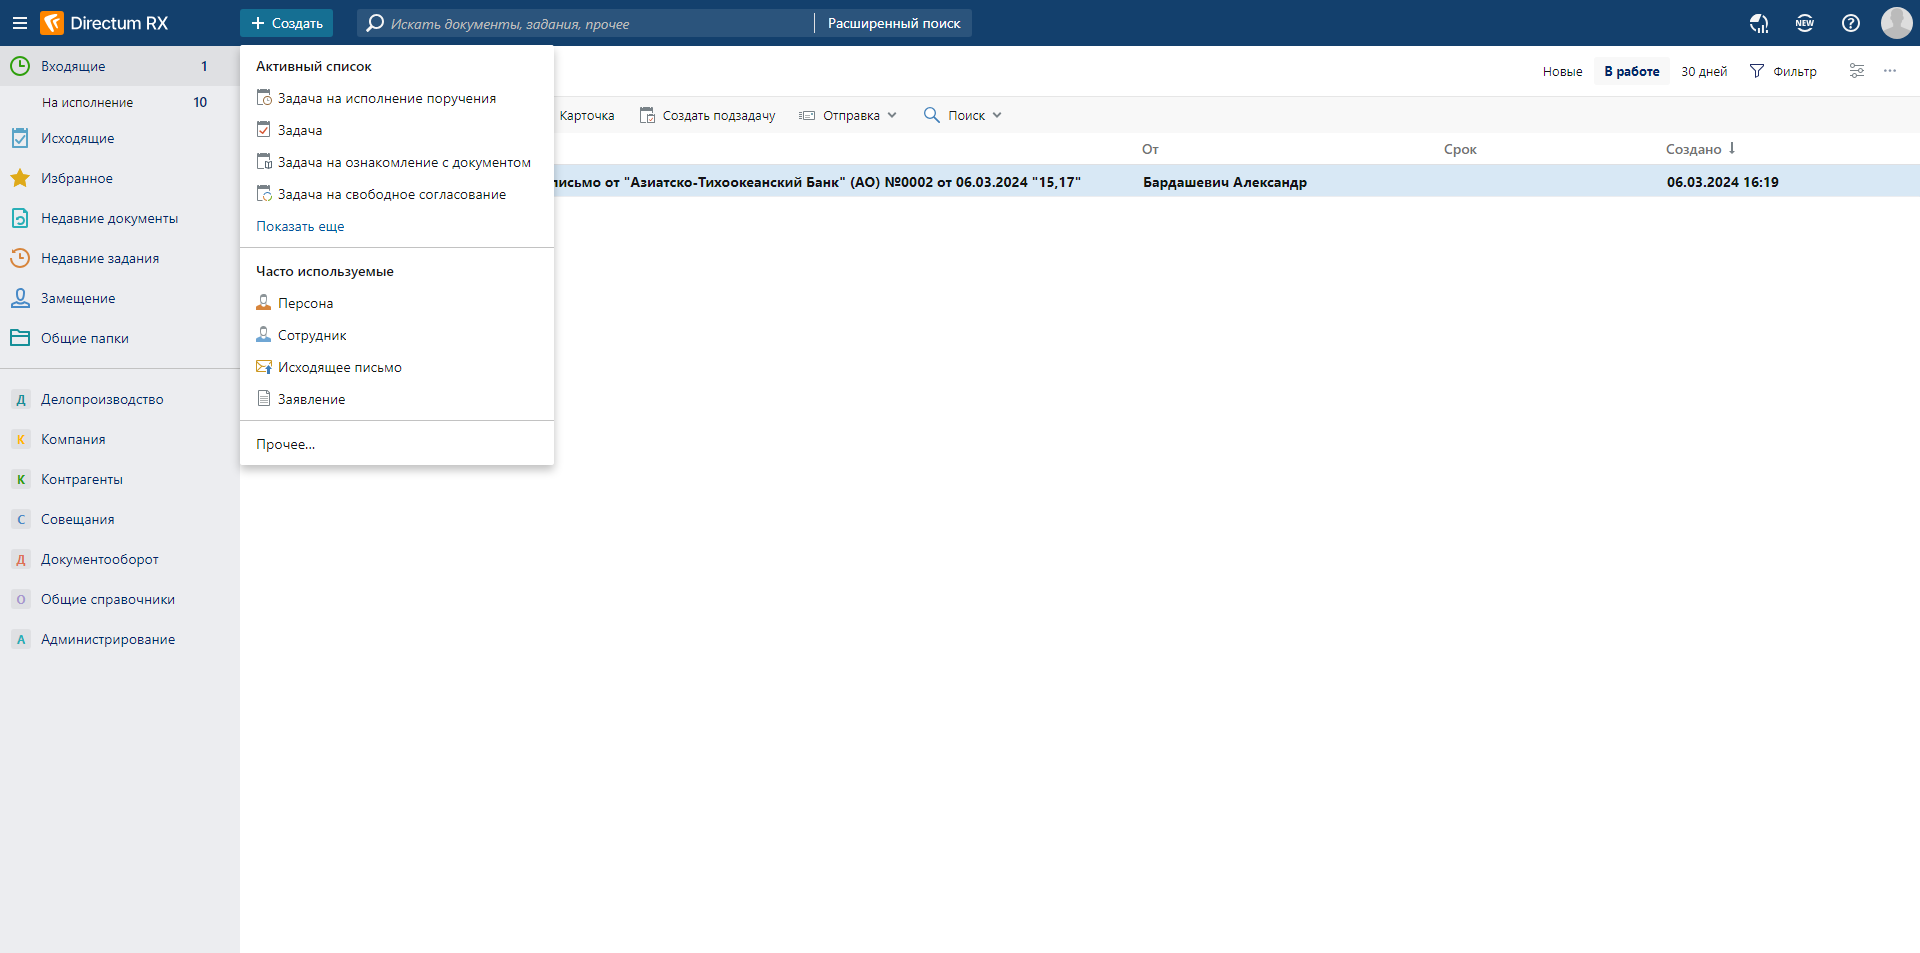 Directum RX
Создать
Искать документы, задания, прочее
Расширенный поиск
NEW
Входящие 1
На исполнение 10
Исходящие
Избранное
Недавние документы
Недавние задания
Замещение
Общие папки
Д Делопроизводство
К Компания
К Контрагенты
С Совещания
Д Документооборот
О Общие справочники
А Администрирование
Активный список
Задача на исполнение поручения
Задача
Задача на ознакомление с документом
Задача на свободное согласование
Показать еще
Часто используемые
Персона
Сотрудник
Исходящее письмо
Заявление
Прочее...
Новые В работе 30 дней Фильтр
Карточка Создать подзадачу Отправка Поиск
От Срок Создано
письмо от "Азиатско-Тихоокеанский Банк" (АО) №0002 от 06.03.2024 "15,17" Бардашевич Александр 06.03.2024 16:19